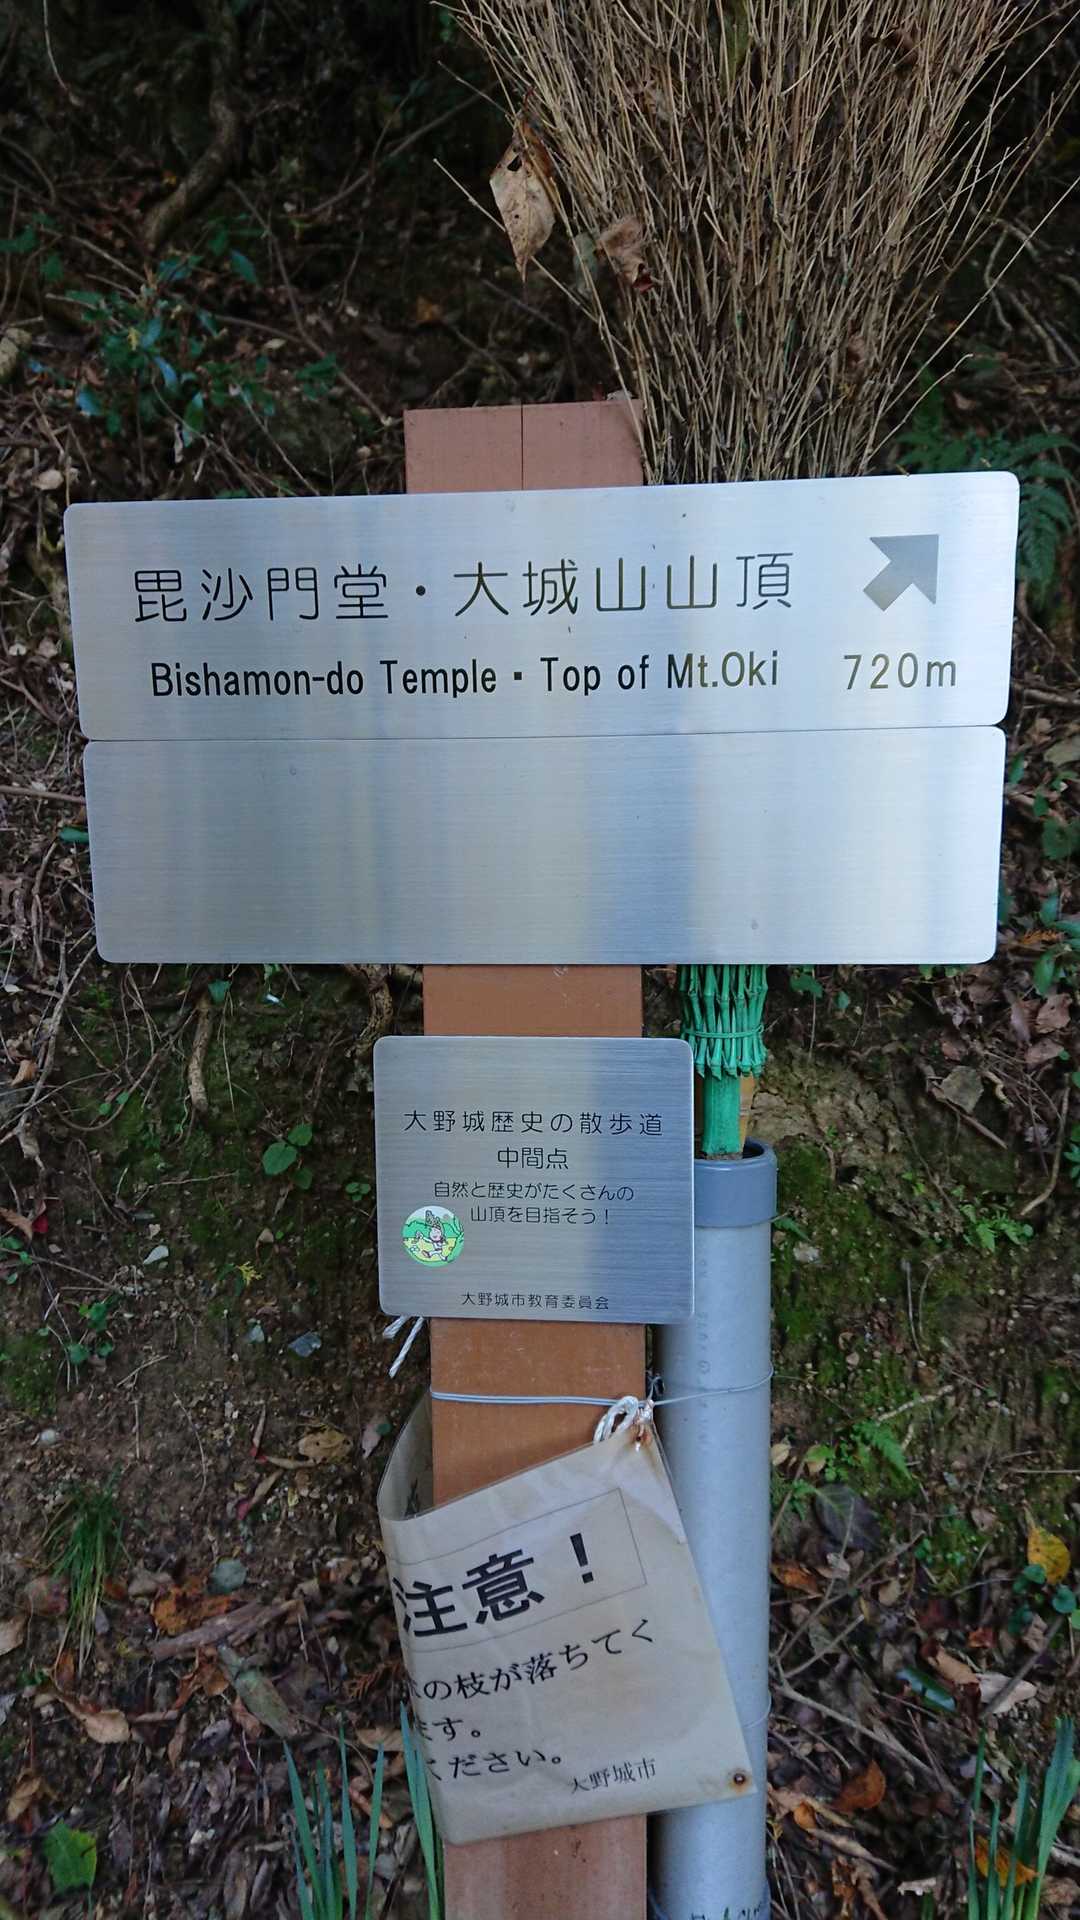 毘沙門堂・大城山山頂
Bishamon-do Temple・Top of Mt.Oki 720m
大野城歴史の散歩道
中間点
自然と歴史がたくさんの
山頂を目指そう!
大野城市教育委員会
注意!
の枝が落ちてく
ます。
ください。
大野城市